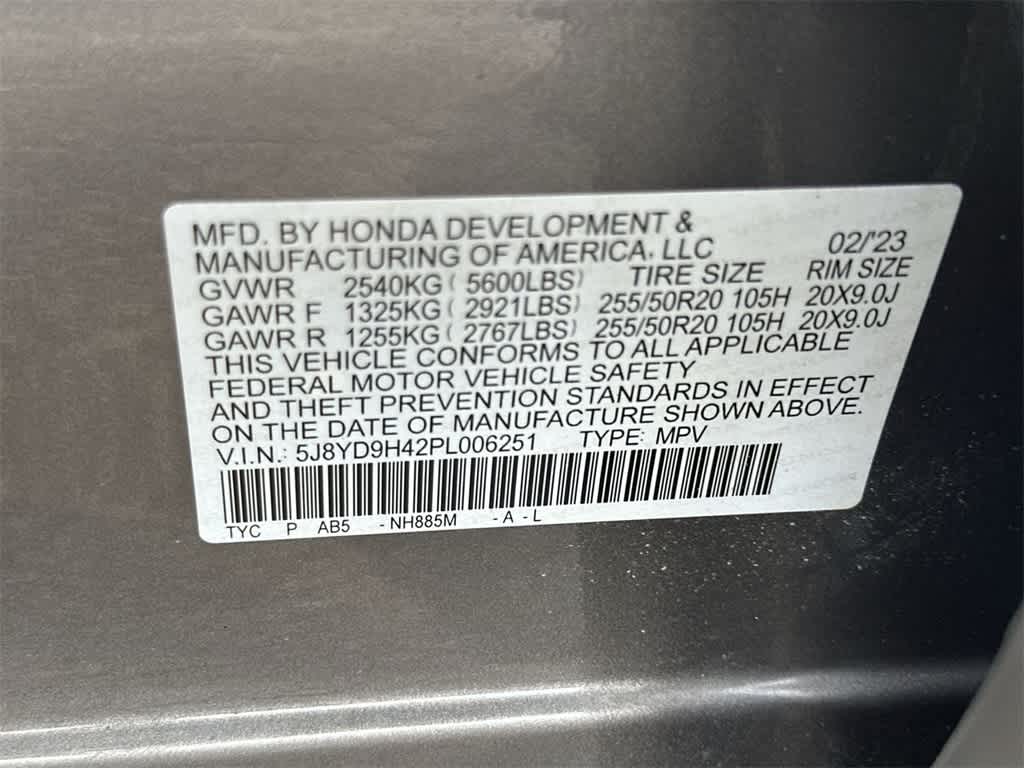 MFD. BY HONDA DEVELOPMENT &
MANUFACTURING OF AMERICA, LLC 02/'23
GVWR 2540KG ( 5600LBS) TIRE SIZE RIM SIZE
GAWR F 1325KG ( 2921LBS) 255/50R20 105H 20X9.0J
GAWR R 1255KG ( 2767LBS) 255/50R20 105H 20X9.0J
THIS VEHICLE CONFORMS TO ALL APPLICABLE
FEDERAL MOTOR VEHICLE SAFETY
AND THEFT PREVENTION STANDARDS IN EFFECT
ON THE DATE OF MANUFACTURE SHOWN ABOVE.
V.I.N.: 5J8YD9H42PL006251 TYPE: MPV
TYC P AB5 - NH885M - A - L